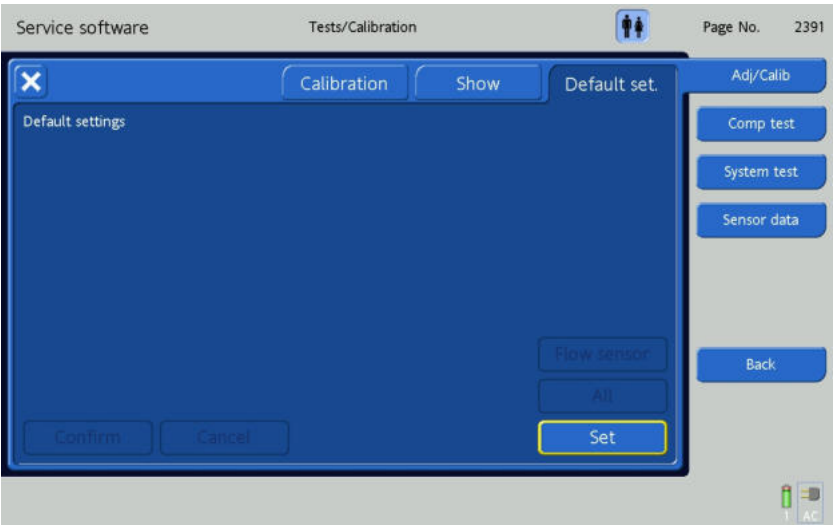 Service software
Tests/Calibration
Page No. 2391
Calibration
Show
Default set.
Adj/Calib
Default settings
Comp test
System test
Sensor data
Flow sensor
Back
All
Confirm
Cancel
Set
1 AC